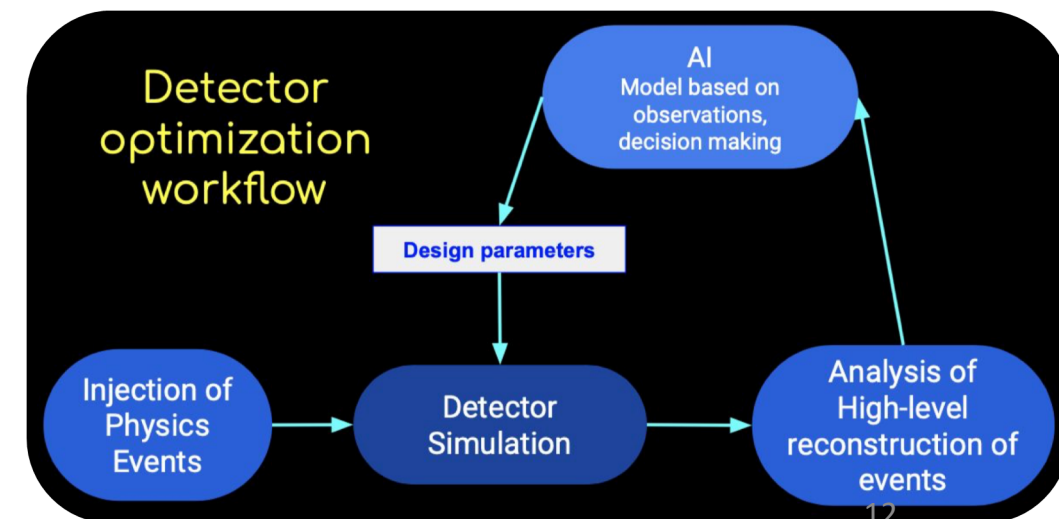 Detector
optimization
workflow
AI
Model based on
observations,
decision making
Design parameters
Injection of
Physics
Events
Detector
Simulation
Analysis of
High-level
reconstruction of
events
12